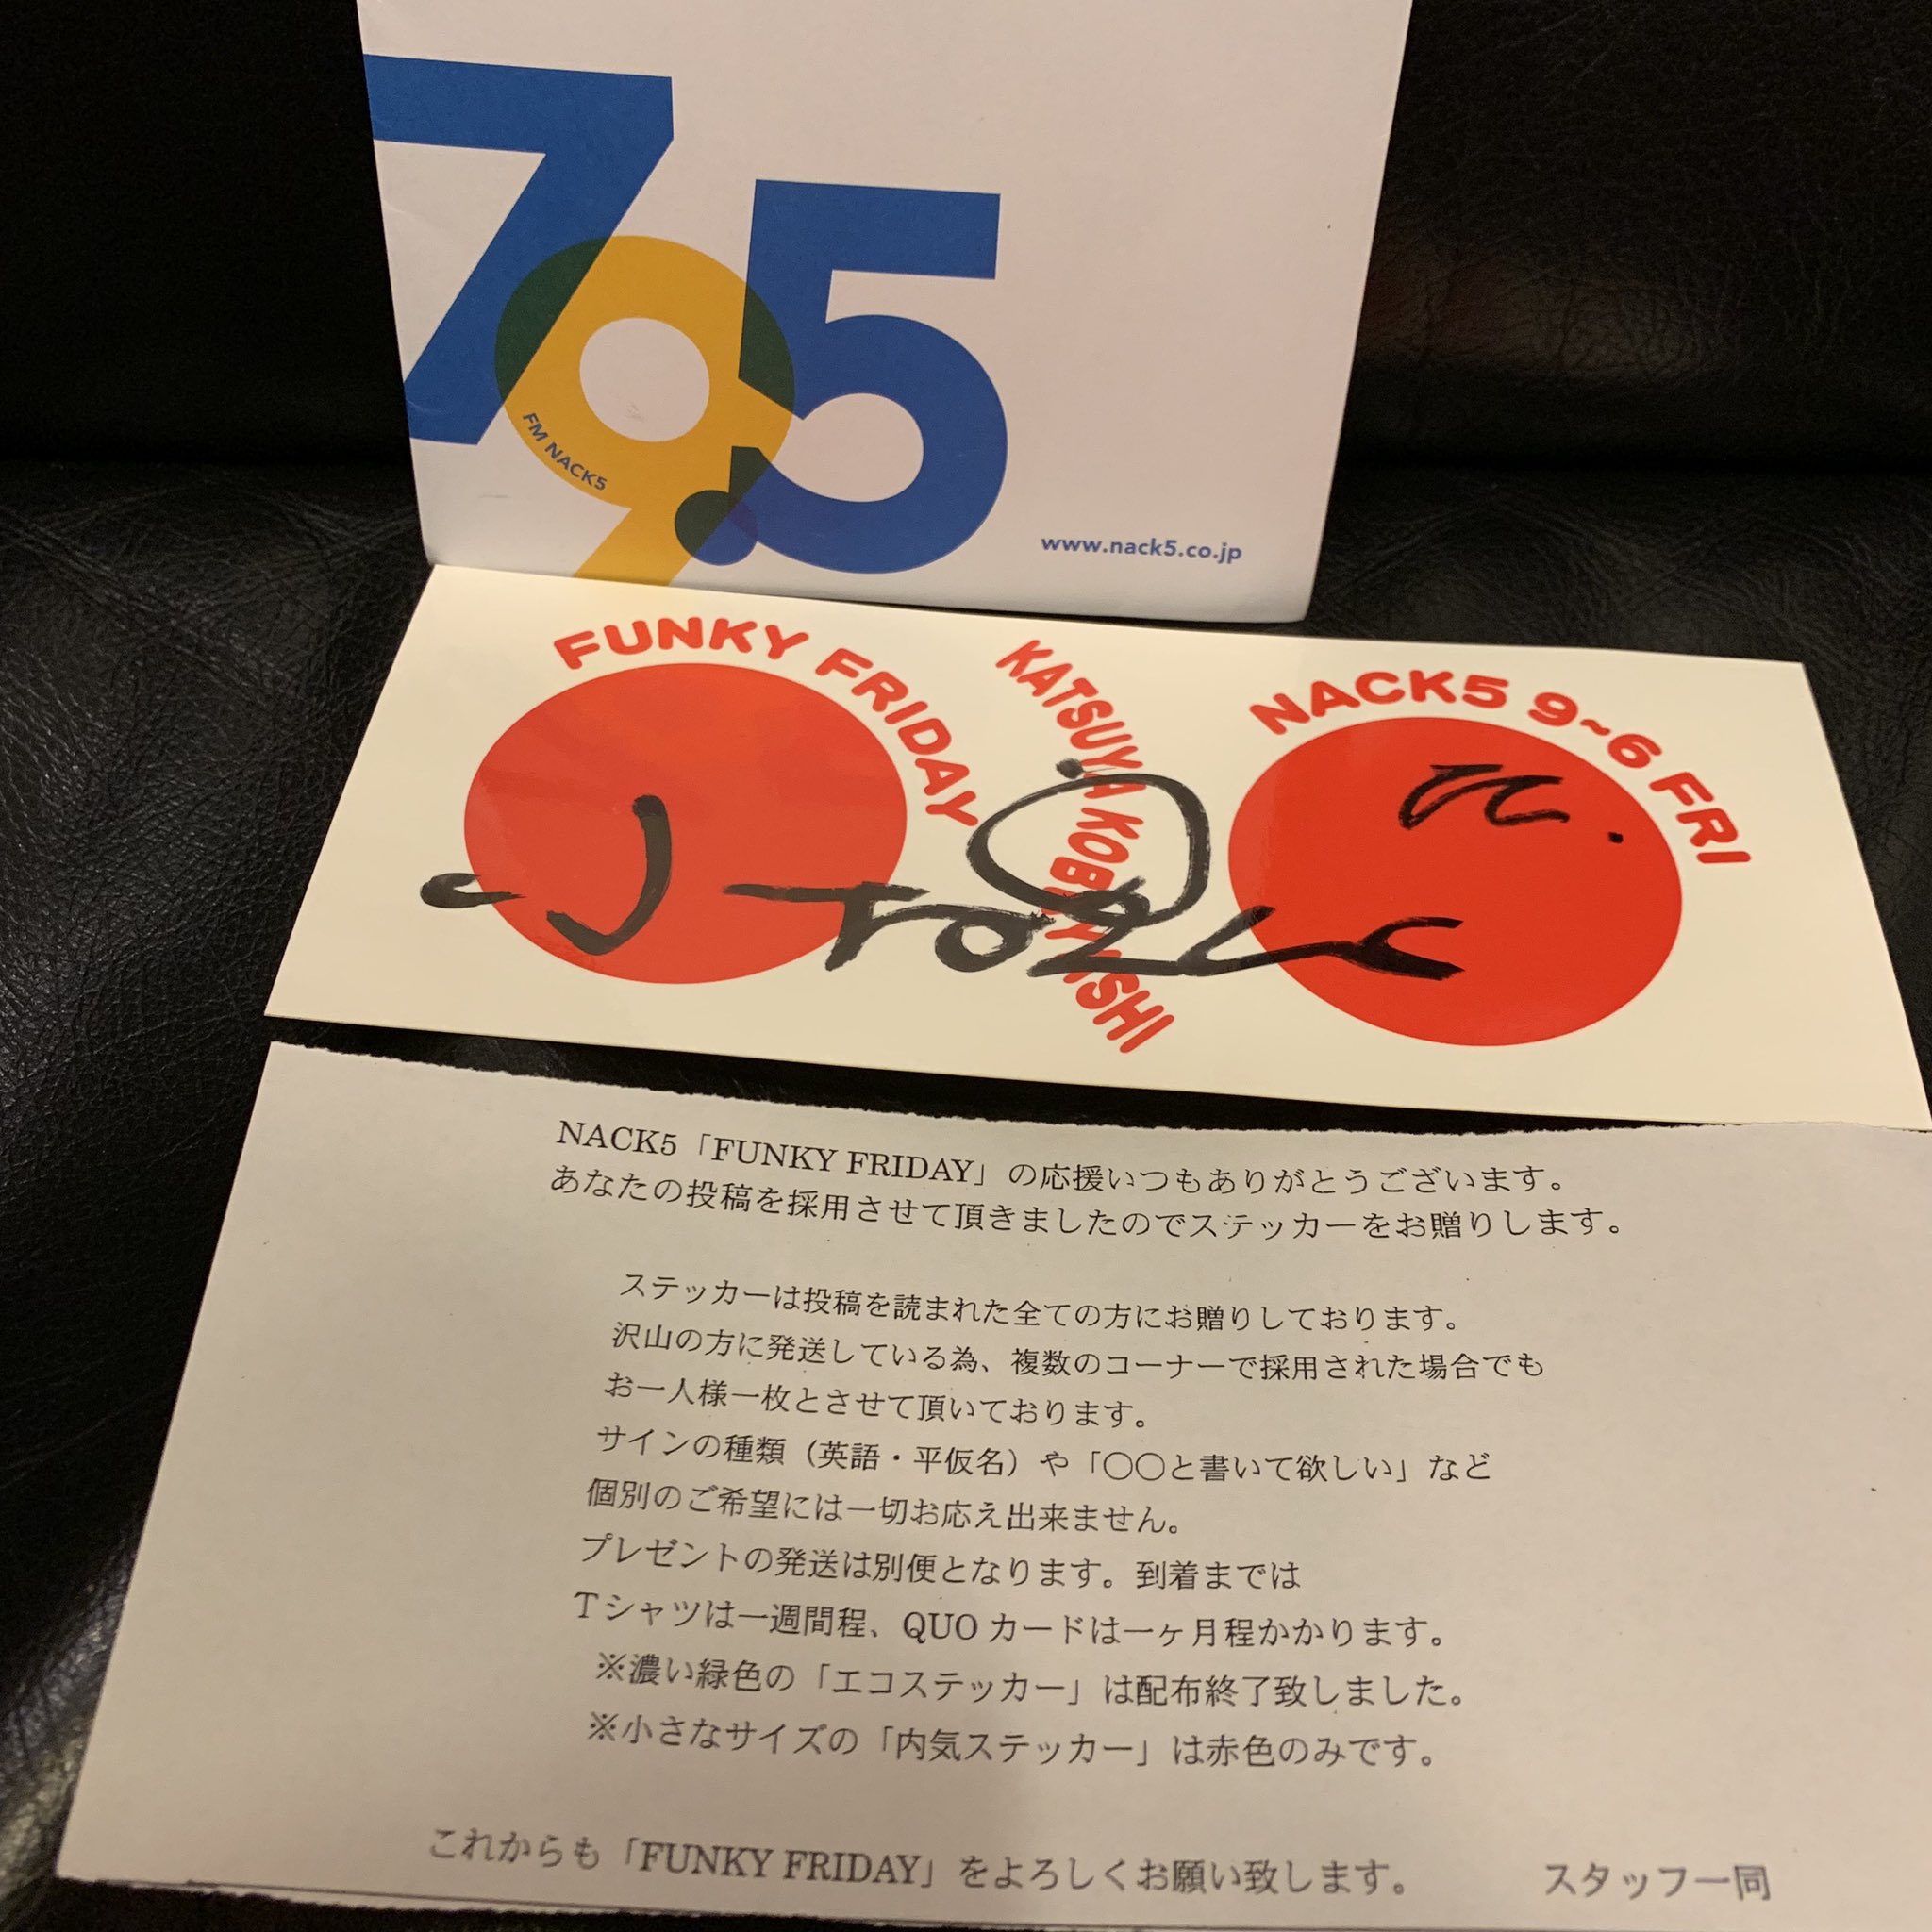 79.5
FM NACK5
www.nack5.co.jp
FUNKY FRIDAY
KATSUYA KOBAYASHI
NACK5 9~6 FRI
NACK5「FUNKY FRIDAY」の応援いつもありがとうございます。
あなたの投稿を採用させて頂きましたのでステッカーをお贈りします。
ステッカーは投稿を読まれた全ての方にお贈りしております。
沢山の方に発送している為、複数のコーナーで採用された場合でも
お一人様一枚とさせて頂いております。
サインの種類（英語・平仮名）や「〇〇と書いて欲しい」など
個別のご希望には一切お応え出来ません。
プレゼントの発送は別便となります。到着までは
Tシャツは一週間程、QUOカードは一ヶ月程かかります。
※濃い緑色の「エコステッカー」は配布終了致しました。
※小さなサイズの「内気ステッカー」は赤色のみです。
これからも「FUNKY FRIDAY」をよろしくお願い致します。 スタッフ一同